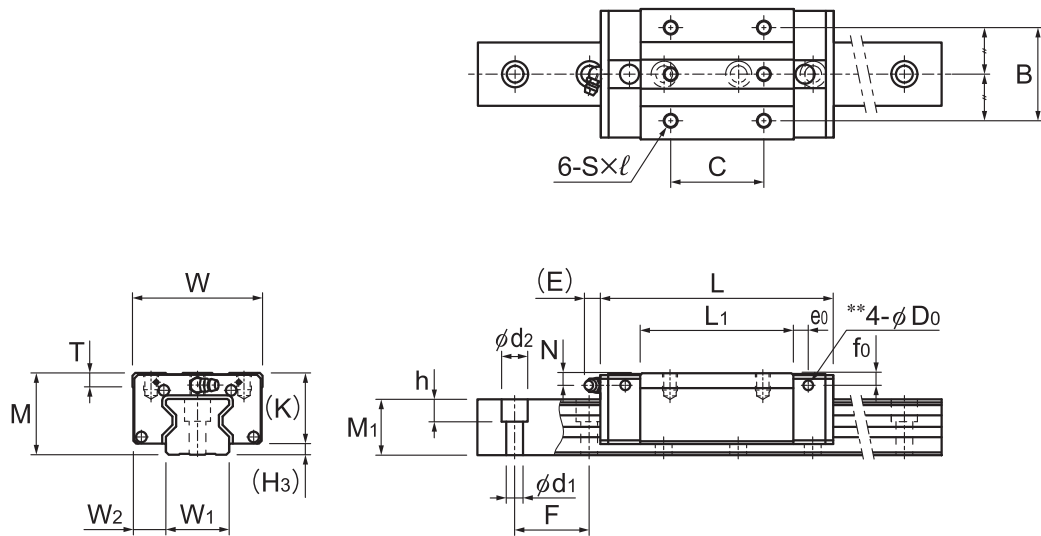 B
6-S×ℓ
C
W
(E)
L
L1
e0
**4-φD0
φd2
N
f0
T
h
M
(K)
M1
(H3)
φd1
W2
W1
F